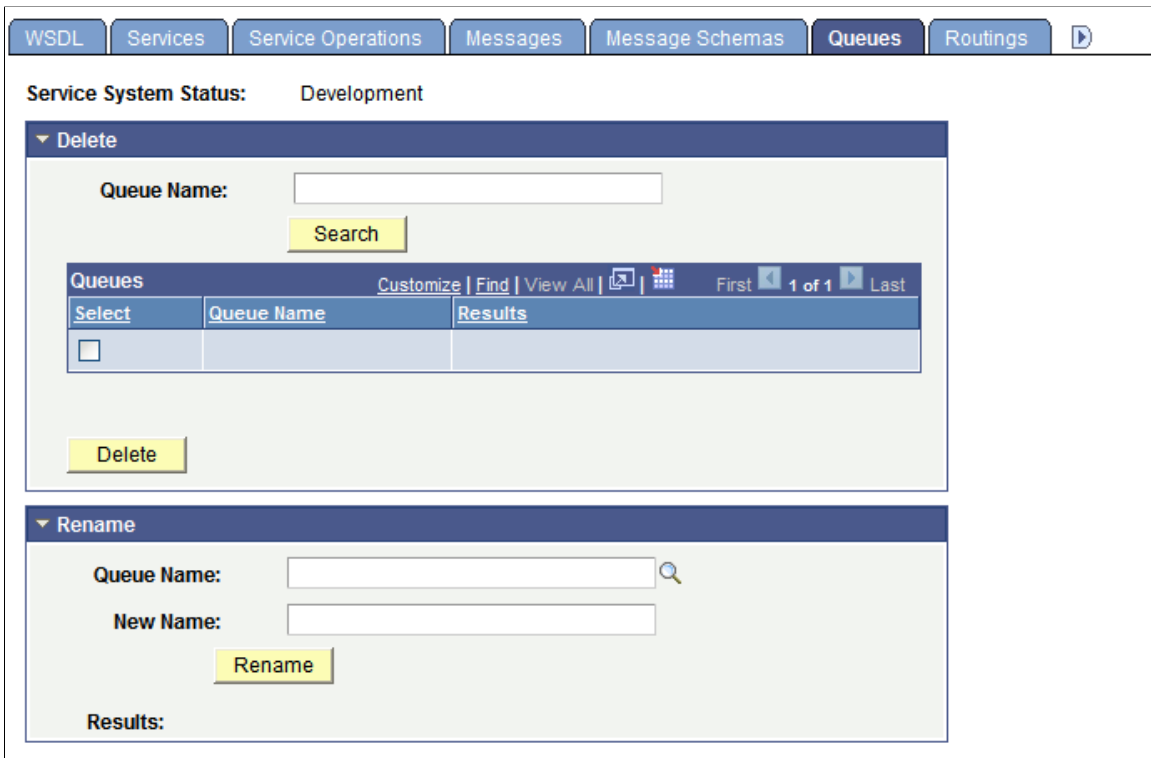 WSDL Services Service Operations Messages Message Schemas Queues Routings
Service System Status: Development
Delete
Queue Name:
Search
Queues Customize | Find | View All | | First 1 of 1 Last
Select Queue Name Results
Delete
Rename
Queue Name:
New Name:
Rename
Results: